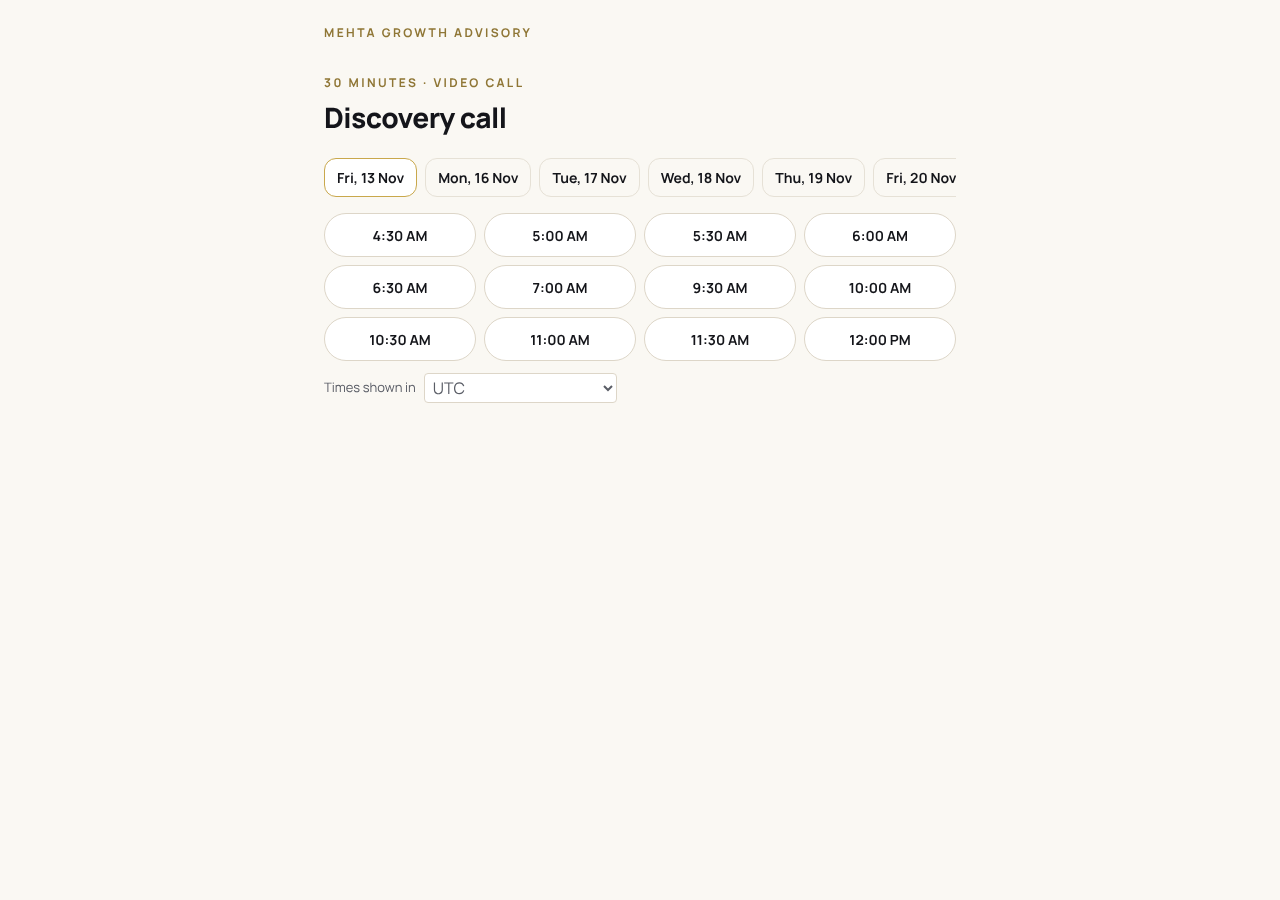 MEHTA GROWTH ADVISORY
30 MINUTES · VIDEO CALL
Discovery call
Fri, 13 Nov Mon, 16 Nov Tue, 17 Nov Wed, 18 Nov Thu, 19 Nov Fri, 20 Nov
4:30 AM 5:00 AM 5:30 AM 6:00 AM
6:30 AM 7:00 AM 9:30 AM 10:00 AM
10:30 AM 11:00 AM 11:30 AM 12:00 PM
Times shown in UTC